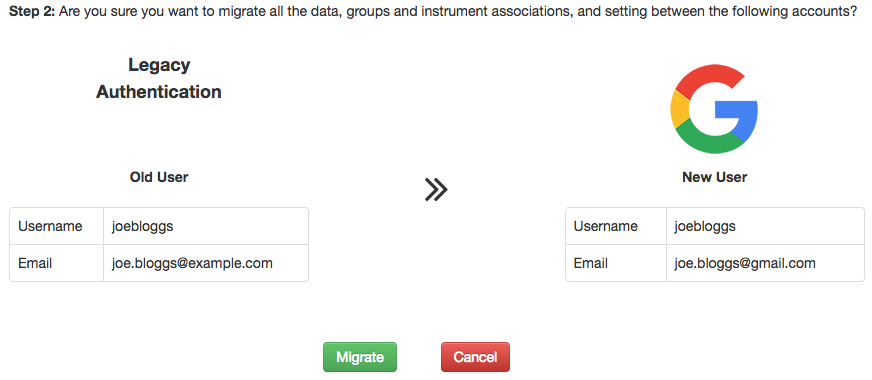 Step 2: Are you sure you want to migrate all the data, groups and instrument associations, and setting between the following accounts?
Legacy
Authentication
Old User
New User
Username joebloggs
Username joebloggs
Email joe.bloggs@example.com
Email joe.bloggs@gmail.com
Migrate
Cancel